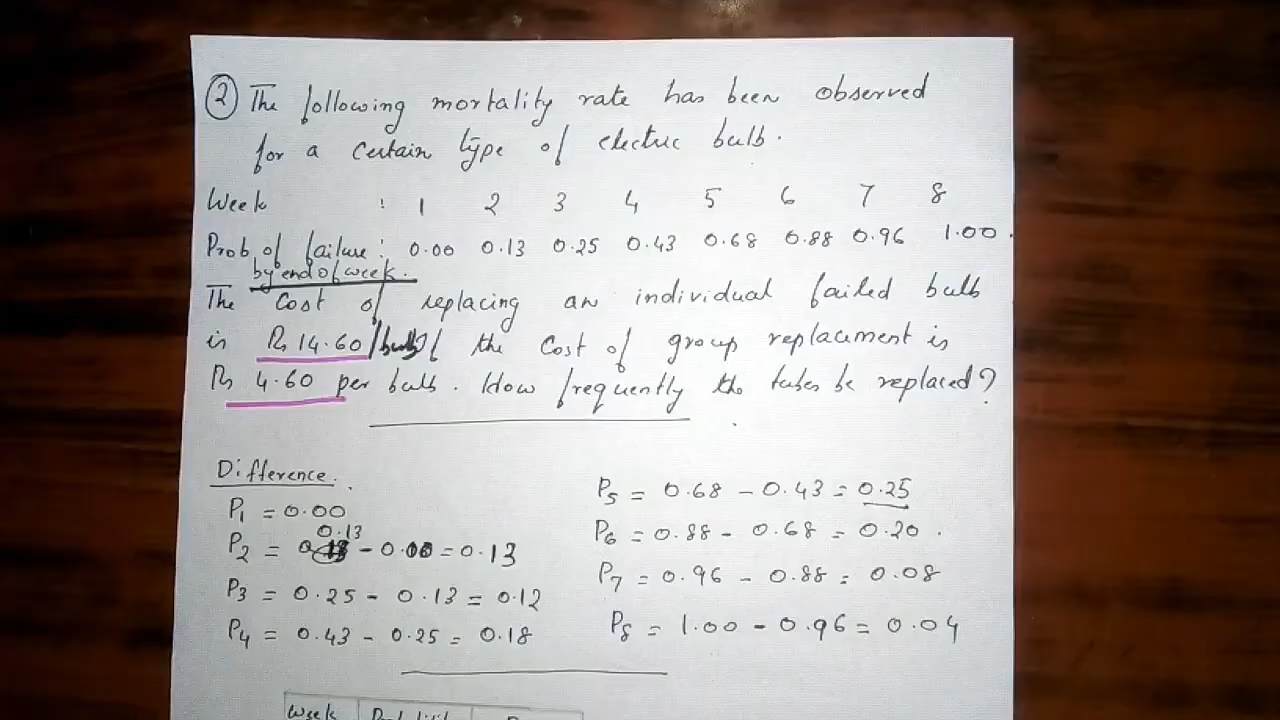 ② The following mortality rate has been observed
for a certain type of electric bulb.
Week : 1 2 3 4 5 6 7 8
Prob. of failure: 0.00 0.13 0.25 0.43 0.68 0.88 0.96 1.00.
by end of week.
The Cost of replacing an individual failed bulb
is Rs 14.60/bulb the Cost of group replacement is
Rs 4.60 per bulb. How frequently the tubes be replaced?
Difference.
P1 = 0.00
0.13
P2 = - 0.00 = 0.13
P3 = 0.25 - 0.13 = 0.12
P4 = 0.43 - 0.25 = 0.18
P5 = 0.68 - 0.43 = 0.25
P6 = 0.88 - 0.68 = 0.20.
P7 = 0.96 - 0.88 = 0.08
P8 = 1.00 - 0.96 = 0.04
Week